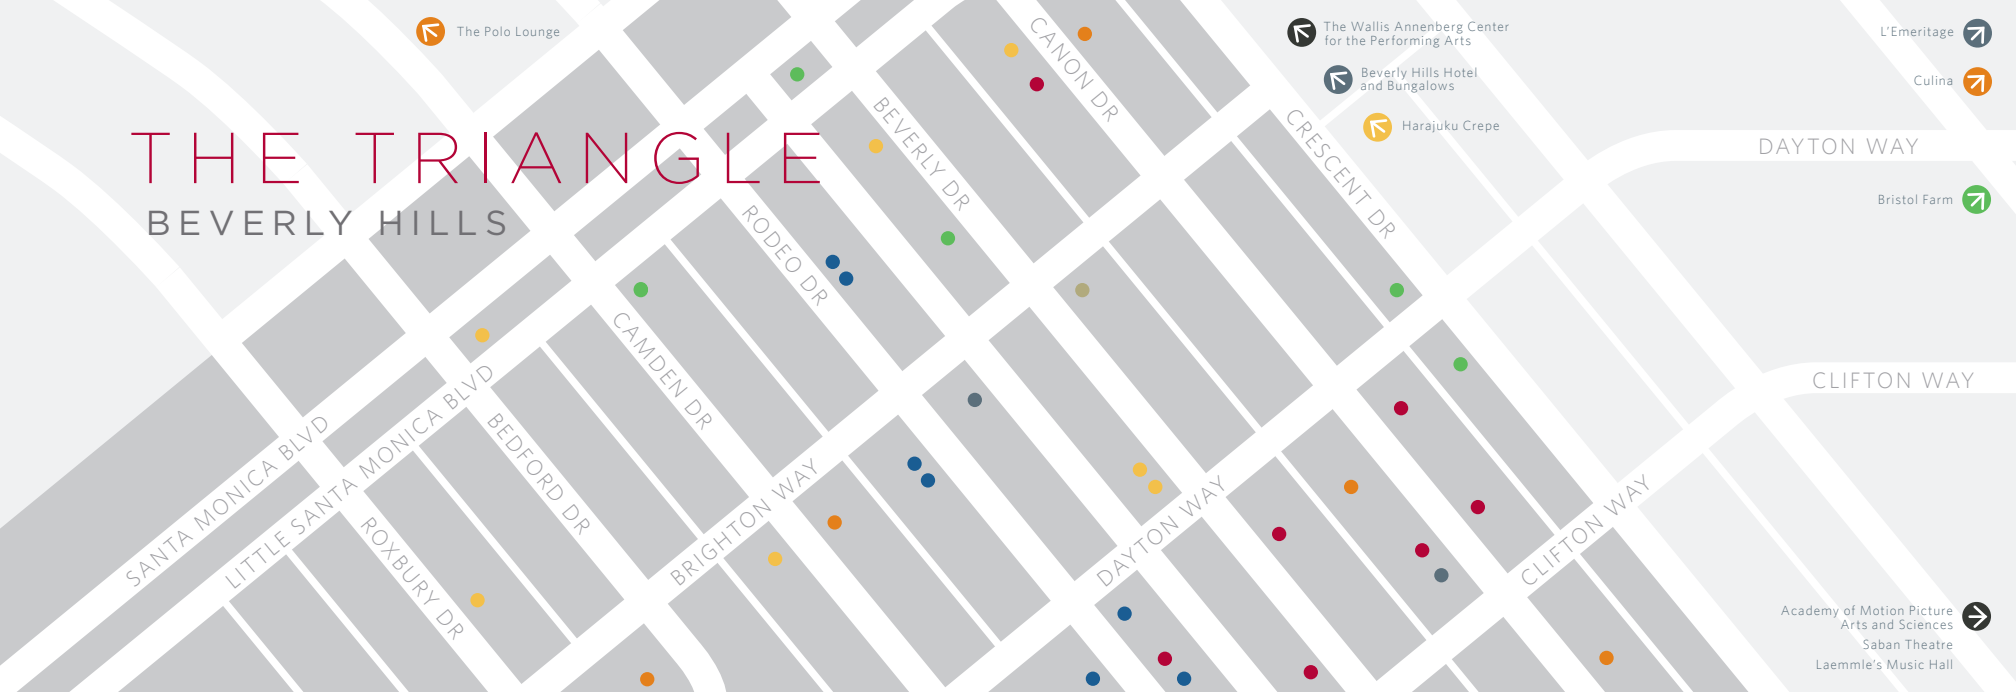 The Polo Lounge
The Wallis Annenberg Center
for the Performing Arts
Beverly Hills Hotel
and Bungalows
Harajuku Crepe
L'Emeritage
Culina
Bristol Farm
THE TRIANGLE
BEVERLY HILLS
CANON DR
BEVERLY DR
CRESCENT DR
DAYTON WAY
RODEO DR
CAMDEN DR
CLIFTON WAY
SANTA MONICA BLVD
LITTLE SANTA MONICA BLVD
BEDFORD DR
ROXBURY DR
BRIGHTON WAY
DAYTON WAY
CLIFTON WAY
Academy of Motion Picture
Arts and Sciences
Saban Theatre
Laemmle's Music Hall